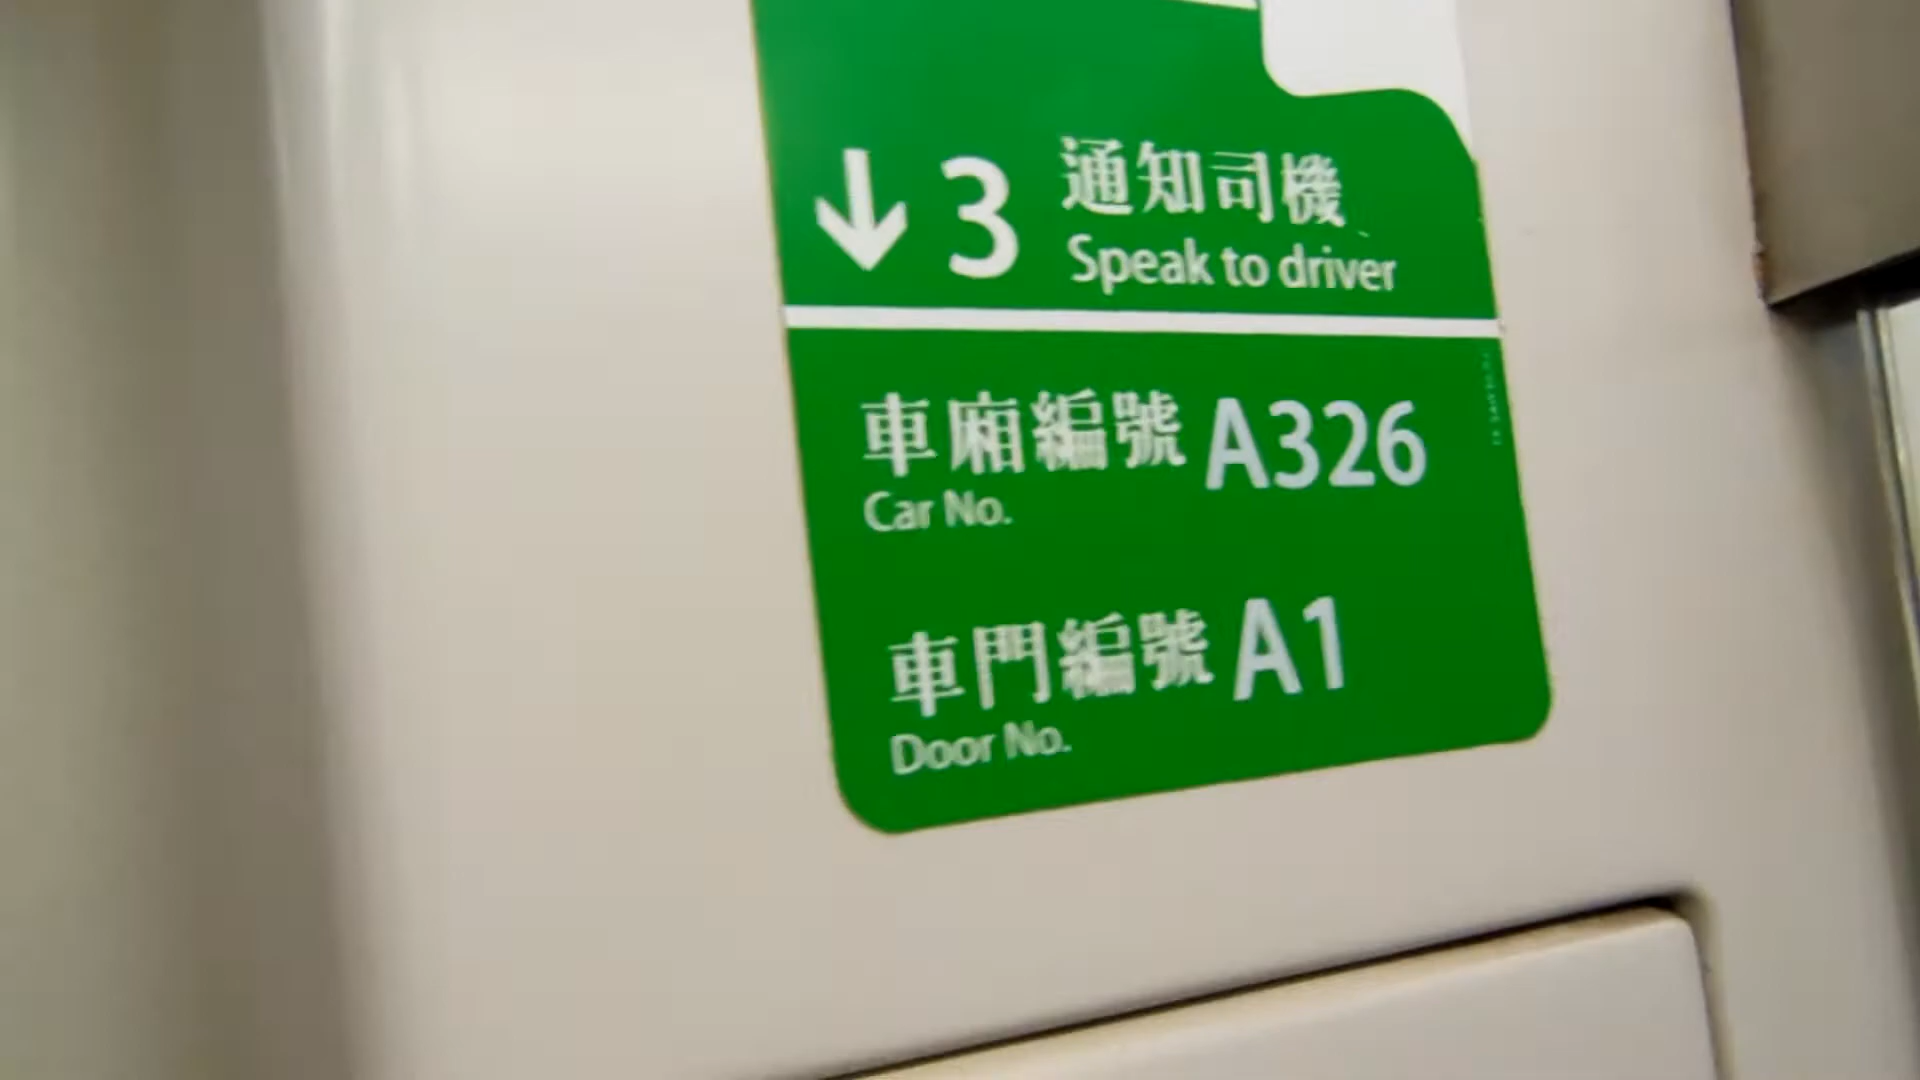 ↓ 3 通知司機
Speak to driver
車廂編號 A326
Car No.
車門編號 A1
Door No.